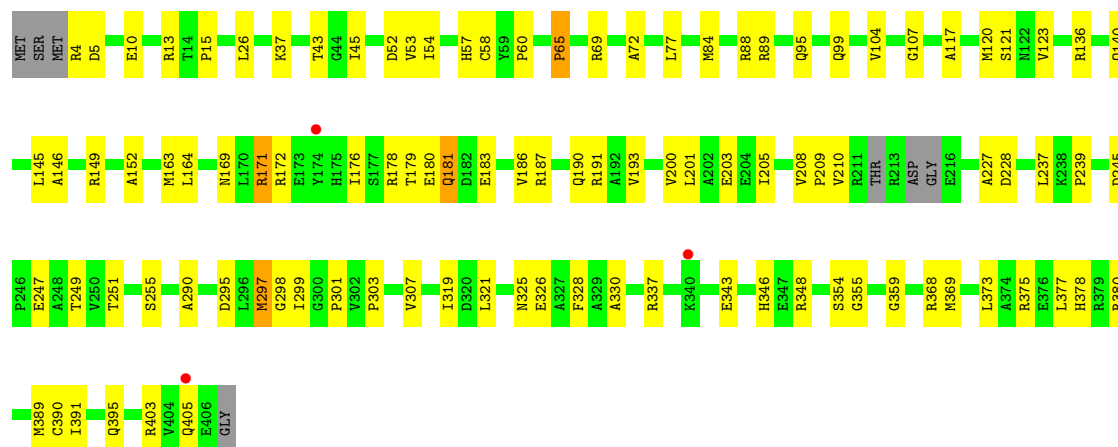 MET SER MET R4 D5 E10 R13 T14 P15 L26 K37 T43 G44 I45 D52 V53 I54 H57 C58 Y59 P60 P65 R69 A72 L77 M84 R88 R89 Q95 Q99 V104 G107 A117 M120 S121 N122 V123 R136
L145 A146 R149 A152 M163 L164 N169 L170 R171 R172 E173 Y174 H175 I176 S177 R178 T179 E180 Q181 D182 E183 V186 R187 Q190 R191 A192 V193 V200 L201 A202 E203 E204 I205 V208 P209 V210 R211 THR R213 ASP GLY E216 A227 D228 L237 K238 P239
P246 E247 A248 T249 V250 T251 S255 A290 D295 L296 M297 G298 I299 G300 P301 V302 P303 V307 I319 D320 L321 N325 E326 A327 F328 A329 A330 R337 K340 E343 H346 E347 R348 S354 G355 G359 R368 M369 L373 A374 R375 E376 L377 H378 R379
M389 C390 I391 Q395 R403 V404 Q405 E406 GLY